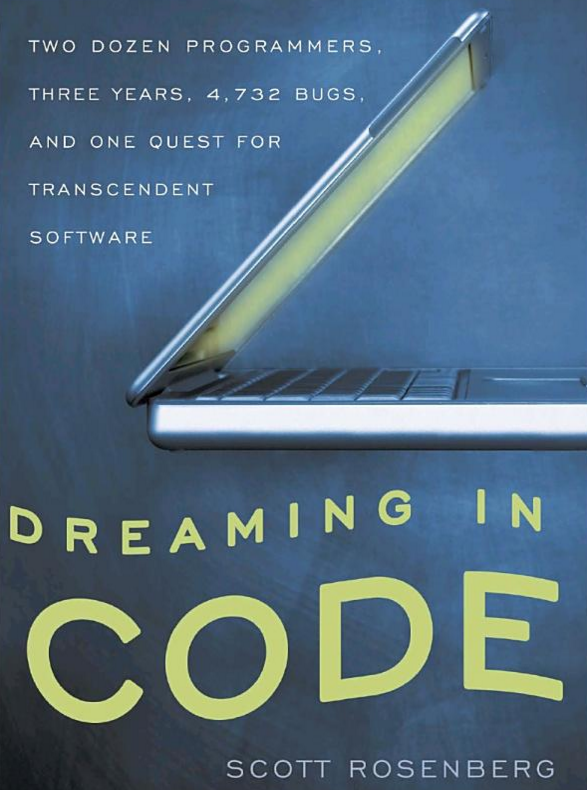 TWO DOZEN PROGRAMMERS,
THREE YEARS, 4,732 BUGS,
AND ONE QUEST FOR
TRANSCENDENT
SOFTWARE
DREAMING IN
CODE
SCOTT ROSENBERG